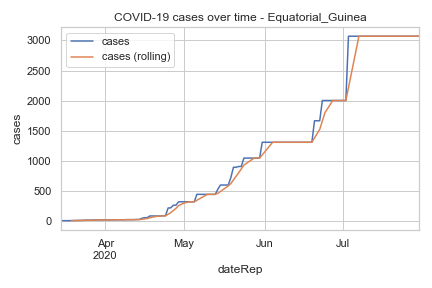 COVID-19 cases over time - Equatorial_Guinea
cases
cases (rolling)
3000
2500
2000
1500
1000
500
0
cases
Apr
2020
May
Jun
Jul
dateRep